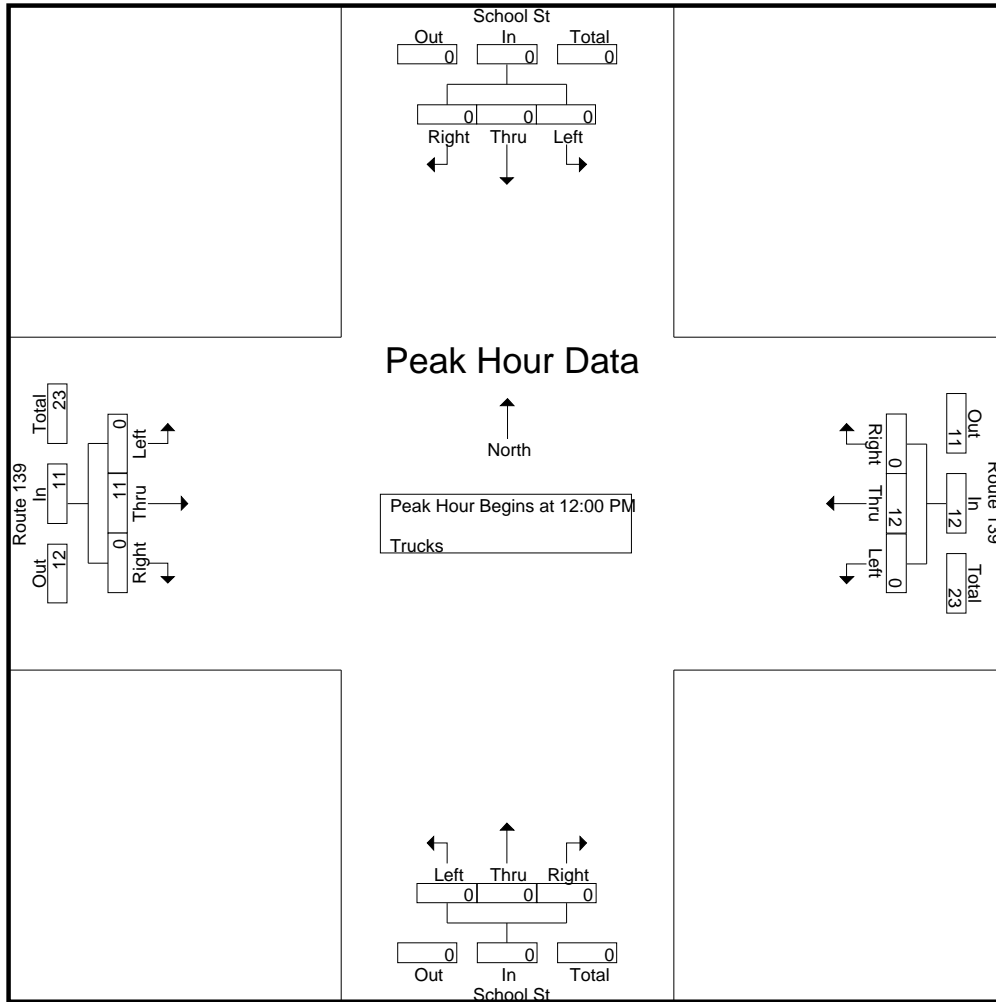 School St
Out In Total
0 0 0
0 0 0
Right Thru Left
Peak Hour Data
North
Peak Hour Begins at 12:00 PM
Trucks
Route 139
Out In Total
12 11 23
0 11 0
Right Thru Left
Route 139
Out In Total
11 12 23
0 12 0
Right Thru Left
Left Thru Right
0 0 0
0 0 0
Out In Total
School St